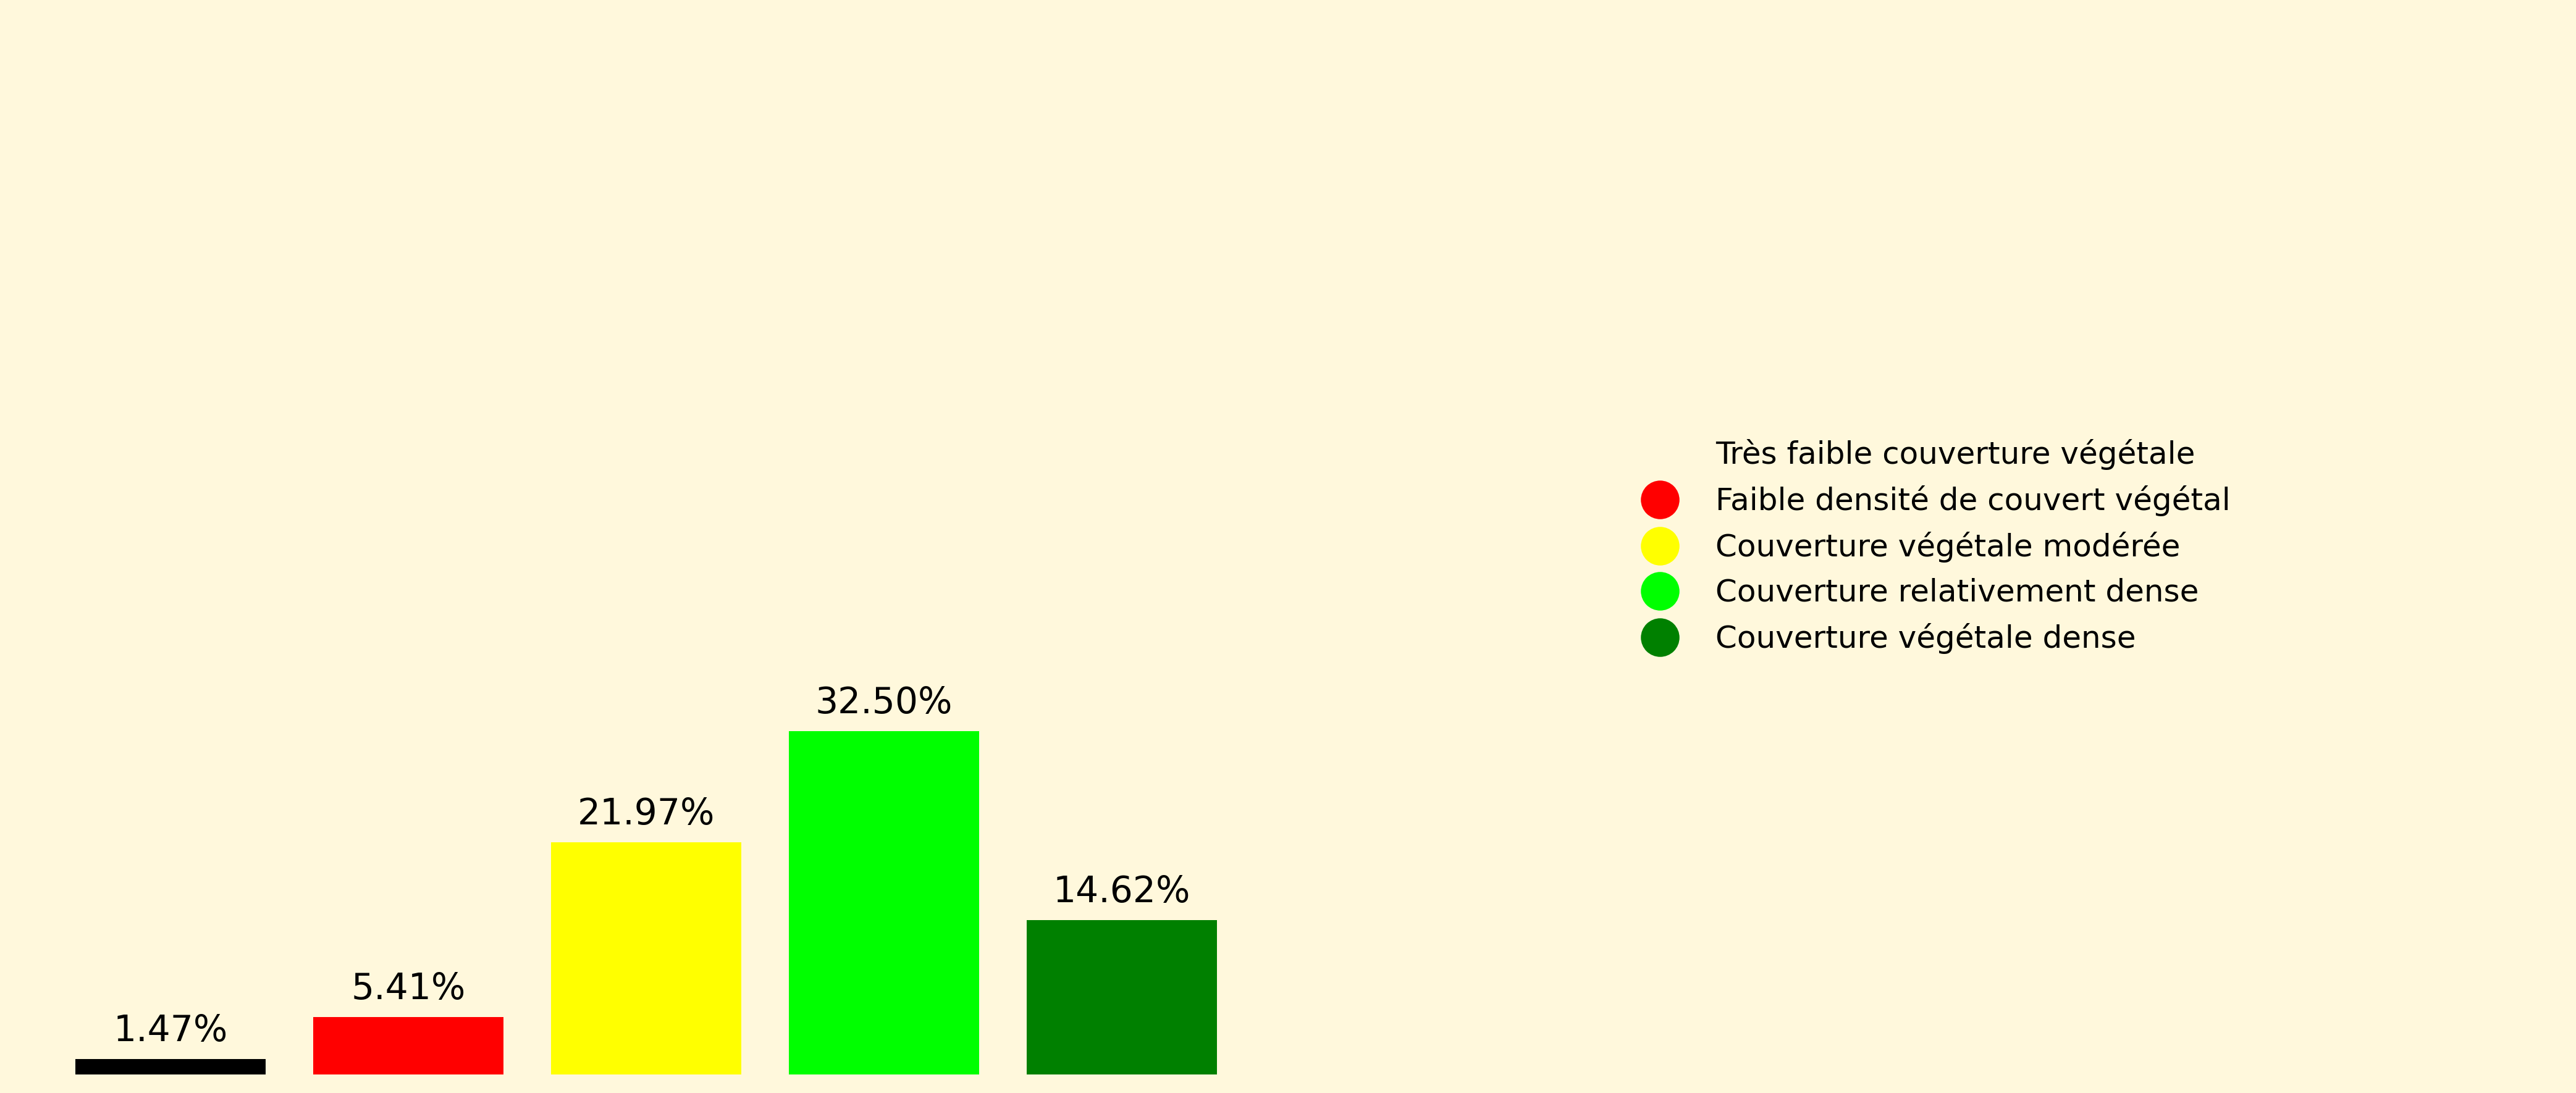 1.47%
5.41%
21.97%
32.50%
14.62%
Très faible couverture végétale
Faible densité de couvert végétal
Couverture végétale modérée
Couverture relativement dense
Couverture végétale dense